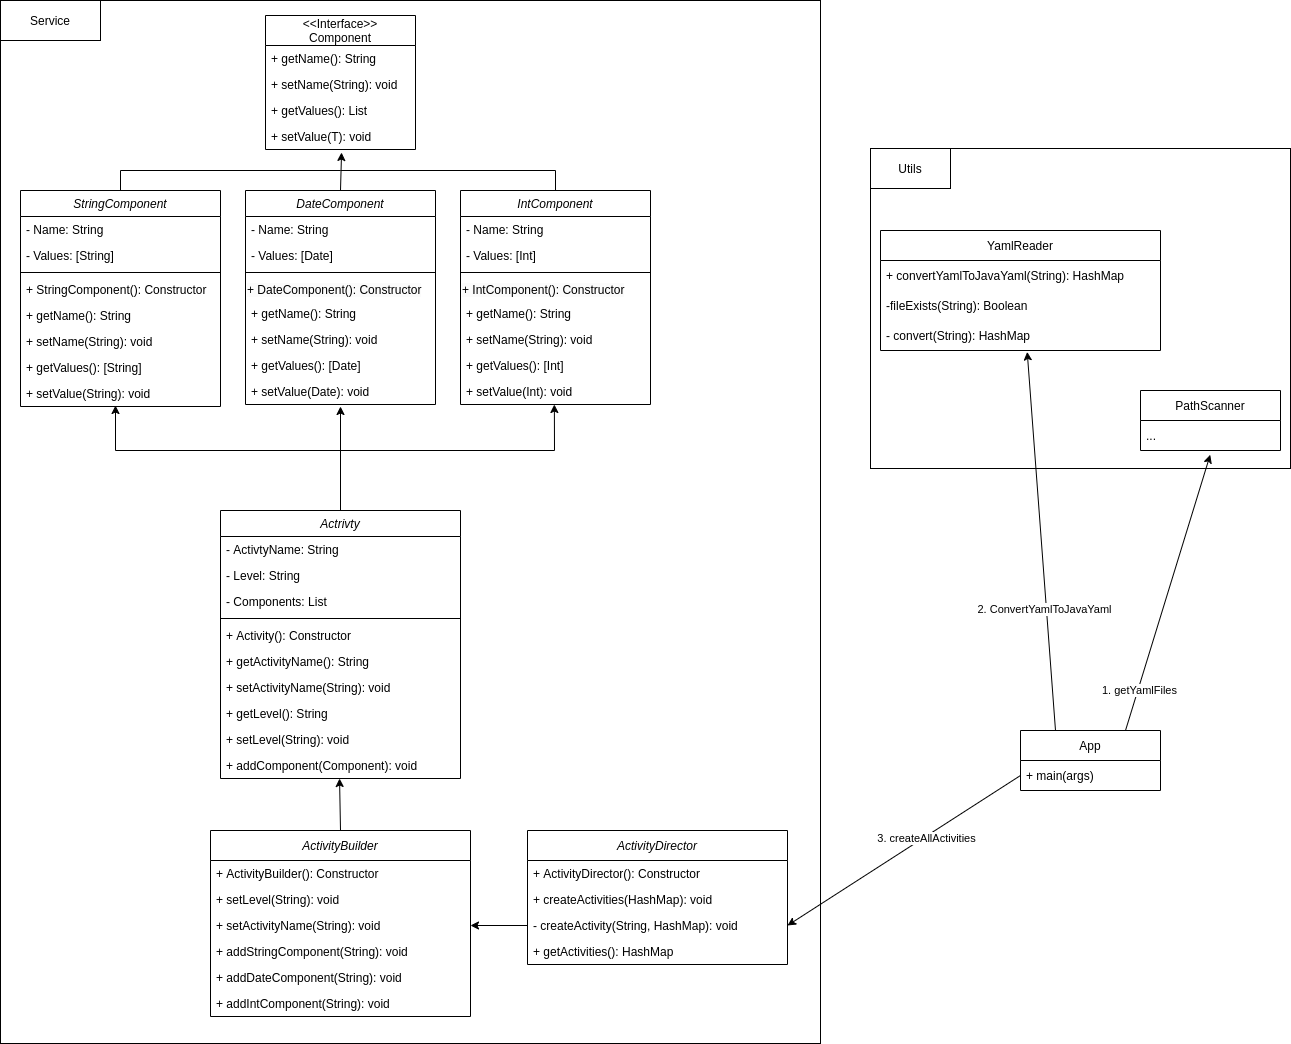 Service
<<Interface>>
Component
+ getName(): String
+ setName(String): void
+ getValues(): List
+ setValue(T): void
StringComponent
- Name: String
- Values: [String]
+ StringComponent(): Constructor
+ getName(): String
+ setName(String): void
+ getValues(): [String]
+ setValue(String): void
DateComponent
- Name: String
- Values: [Date]
+ DateComponent(): Constructor
+ getName(): String
+ setName(String): void
+ getValues(): [Date]
+ setValue(Date): void
IntComponent
- Name: String
- Values: [Int]
+ IntComponent(): Constructor
+ getName(): String
+ setName(String): void
+ getValues(): [Int]
+ setValue(Int): void
Actrivty
- ActivtyName: String
- Level: String
- Components: List
+ Activity(): Constructor
+ getActivityName(): String
+ setActivityName(String): void
+ getLevel(): String
+ setLevel(String): void
+ addComponent(Component): void
ActivityBuilder
+ ActivityBuilder(): Constructor
+ setLevel(String): void
+ setActivityName(String): void
+ addStringComponent(String): void
+ addDateComponent(String): void
+ addIntComponent(String): void
ActivityDirector
+ ActivityDirector(): Constructor
+ createActivities(HashMap): void
- createActivity(String, HashMap): void
+ getActivities(): HashMap
Utils
YamlReader
+ convertYamlToJavaYaml(String): HashMap
-fileExists(String): Boolean
- convert(String): HashMap
PathScanner
...
2. ConvertYamlToJavaYaml
1. getYamlFiles
App
+ main(args)
3. createAllActivities